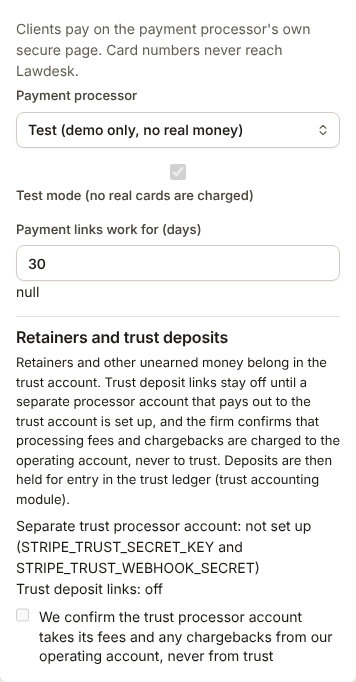 Clients pay on the payment processor's own
secure page. Card numbers never reach
Lawdesk.
Payment processor
Test (demo only, no real money)
Test mode (no real cards are charged)
Payment links work for (days)
30
null
Retainers and trust deposits
Retainers and other unearned money belong in the
trust account. Trust deposit links stay off until a
separate processor account that pays out to the
trust account is set up, and the firm confirms that
processing fees and chargebacks are charged to the
operating account, never to trust. Deposits are then
held for entry in the trust ledger (trust accounting
module).
Separate trust processor account: not set up
(STRIPE_TRUST_SECRET_KEY and
STRIPE_TRUST_WEBHOOK_SECRET)
Trust deposit links: off
We confirm the trust processor account
takes its fees and any chargebacks from our
operating account, never from trust